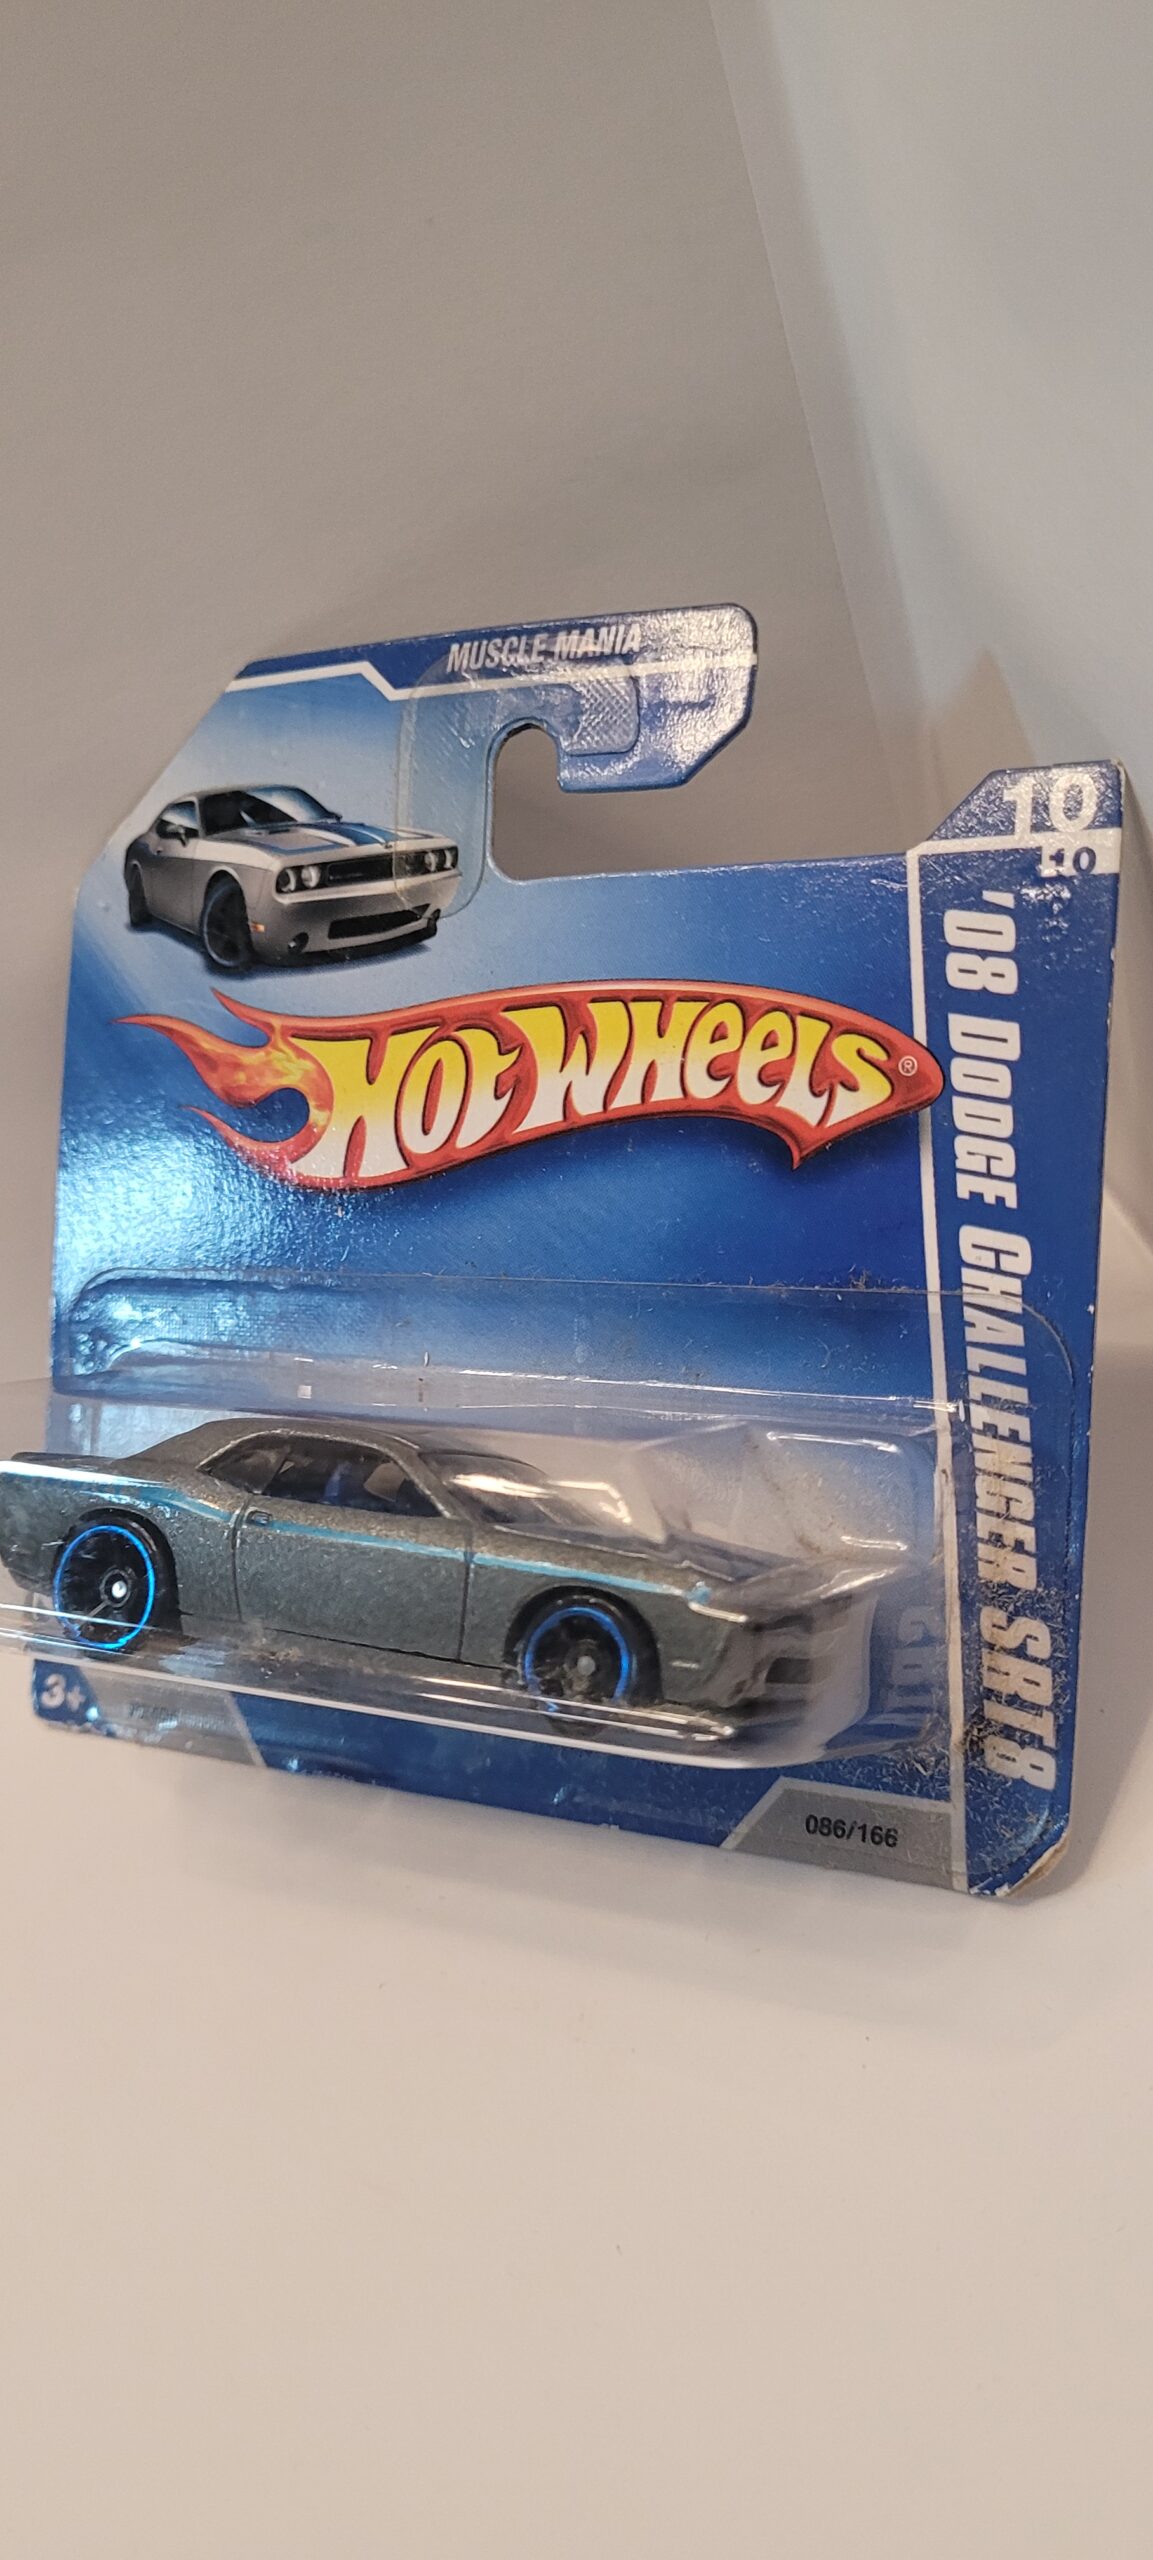 MUSCLE MANIA
10
10
HOT WHEELS®
'08 DODGE CHALLENGER SRT8
3+
086/166